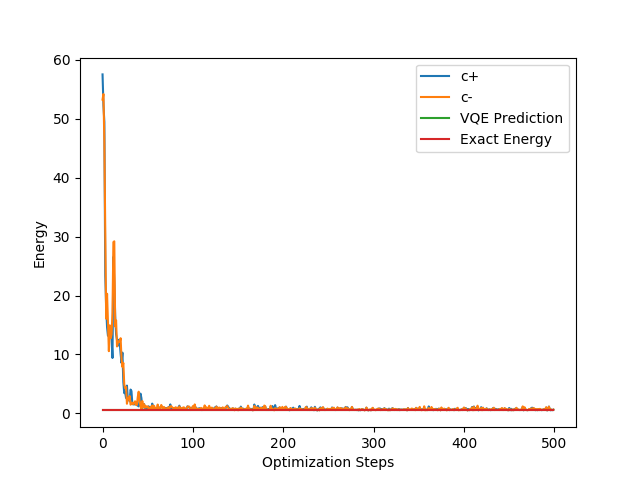 60
50
40
30
20
10
0
Energy
c+
c-
VQE Prediction
Exact Energy
0 100 200 300 400 500
Optimization Steps